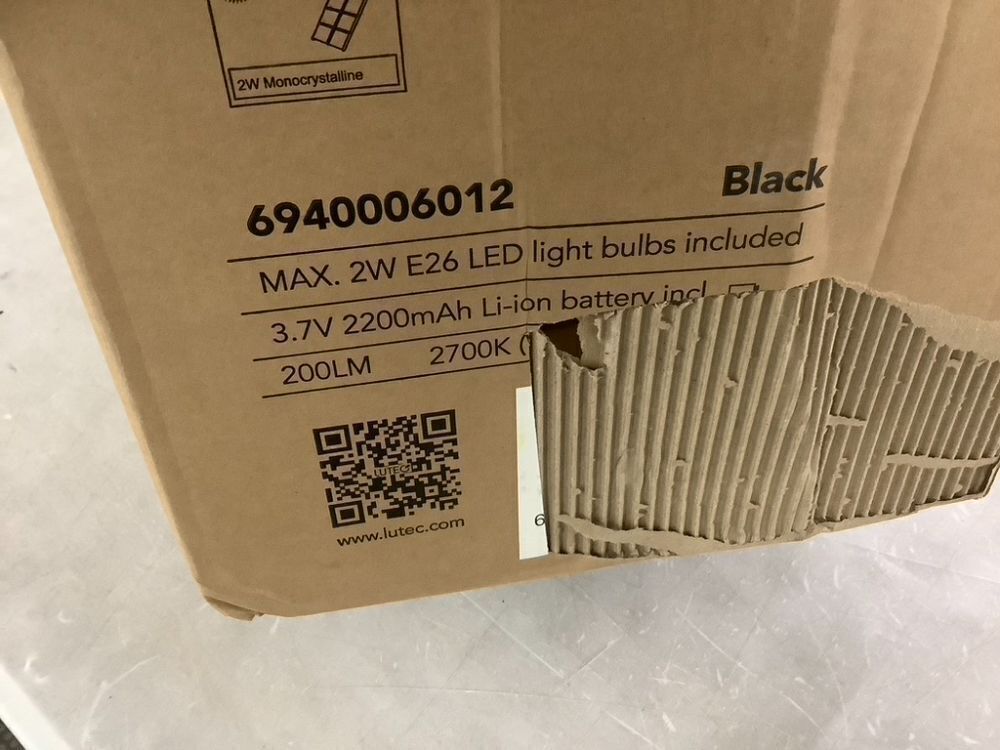 2W Monocrystalline
6940006012 Black
MAX. 2W E26 LED light bulbs included
3.7V 2200mAh Li-ion battery incl
200LM 2700K (
LUTEC
www.lutec.com
6